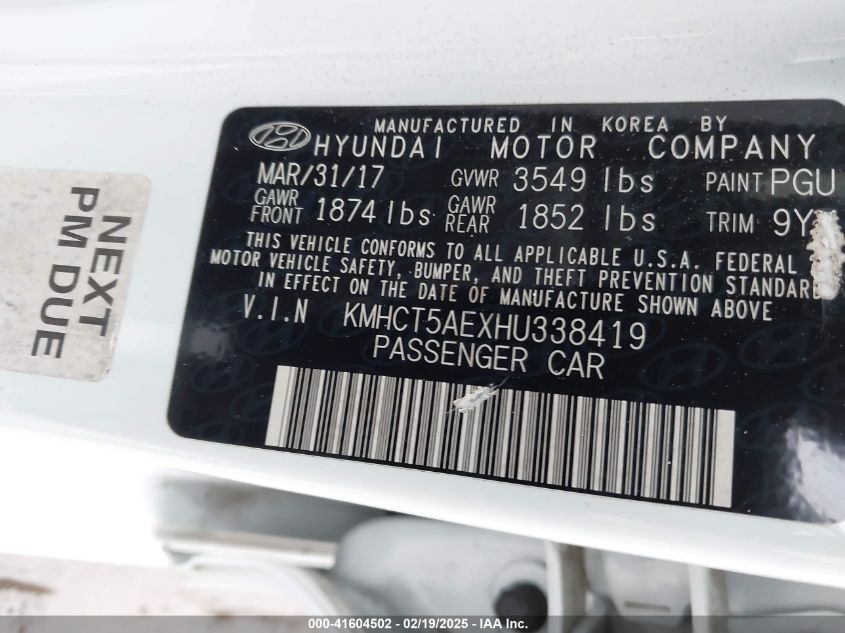 MANUFACTURED IN KOREA BY
HYUNDAI MOTOR COMPANY
MAR/31/17 GVWR 3549 lbs PAINT PGU
GAWR FRONT 1874 lbs GAWR REAR 1852 lbs TRIM 9Y
THIS VEHICLE CONFORMS TO ALL APPLICABLE U.S.A. FEDERAL
MOTOR VEHICLE SAFETY, BUMPER, AND THEFT PREVENTION STANDARD
IN EFFECT ON THE DATE OF MANUFACTURE SHOWN ABOVE
V.I.N KMHCT5AEXHU338419
PASSENGER CAR
NEXT
PM DUE
000-41604502 - 02/19/2025 - IAA Inc.